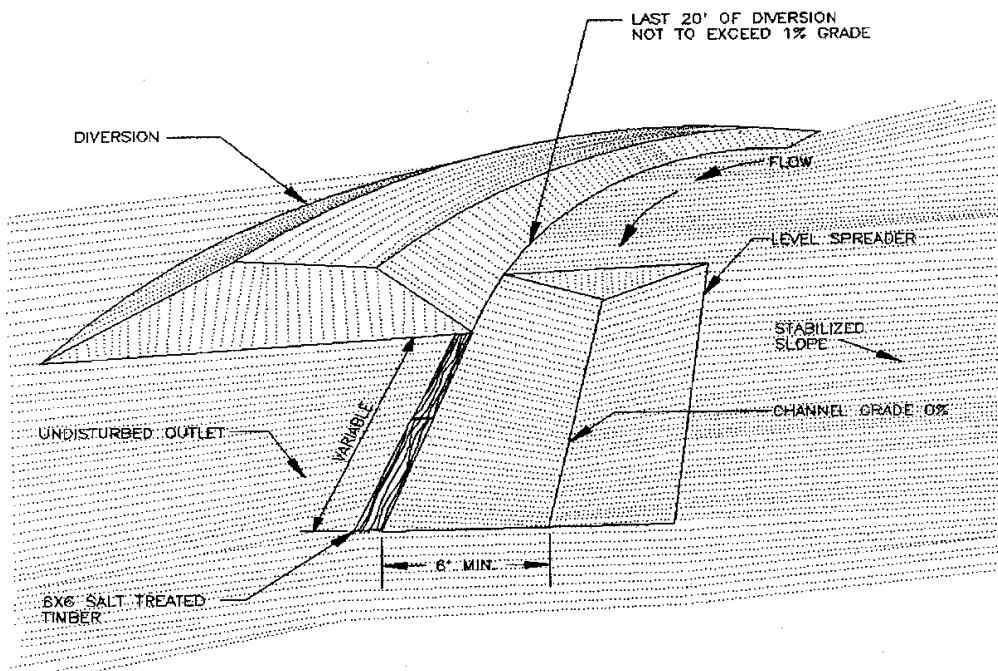 LAST 20' OF DIVERSION
NOT TO EXCEED 1% GRADE
DIVERSION
FLOW
LEVEL SPREADER
STABILIZED
SLOPE
CHANNEL GRADE 0%
UNDISTURBED OUTLET
VARIABLE
6' MIN.
6X6 SALT TREATED
TIMBER